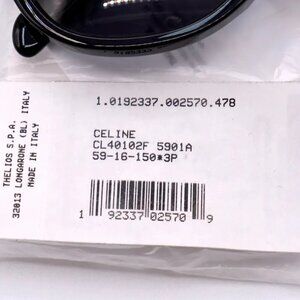 1.0192337.002570.478
CELINE
CL40102F 5901A
59-16-150*3P
1 92337 02570 9
THELIOS S.P.A.
32013 LONGARONE (BL) ITALY
MADE IN ITALY